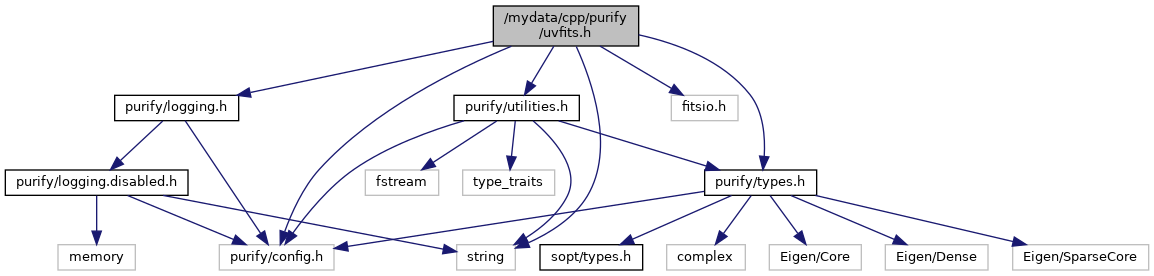 /mydata/cpp/purify
/uvfits.h
purify/logging.h
purify/utilities.h
fitsio.h
purify/logging.disabled.h
fstream
type_traits
purify/types.h
memory
purify/config.h
string
sopt/types.h
complex
Eigen/Core
Eigen/Dense
Eigen/SparseCore